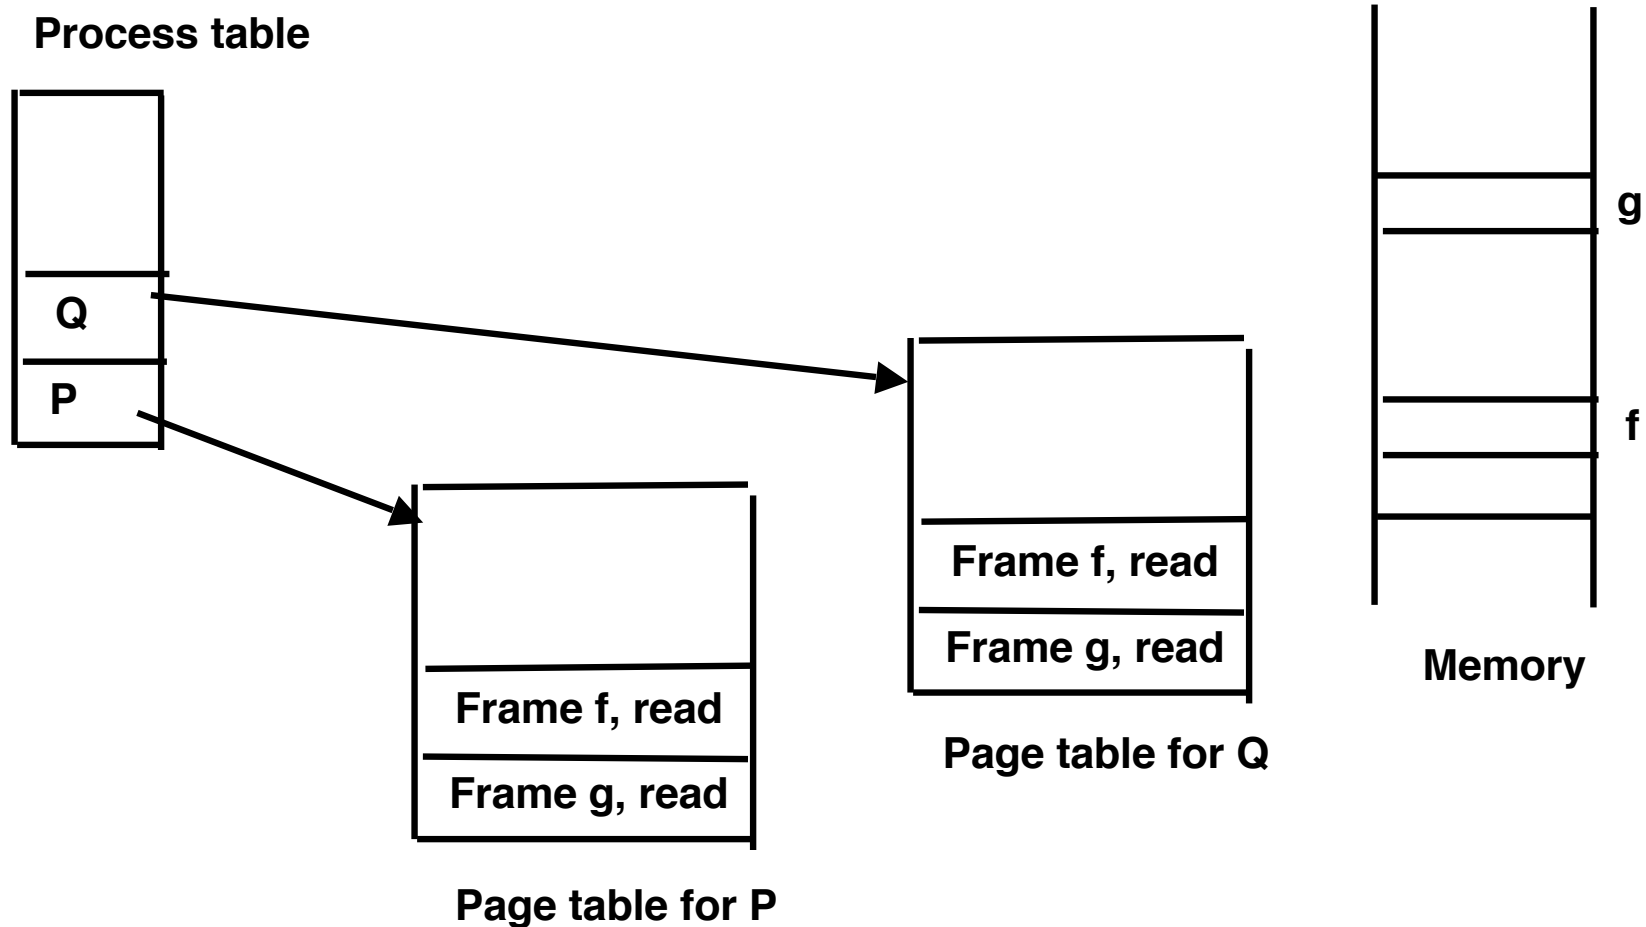 Process table
Q
P
Frame f, read
Frame g, read
Page table for P
Frame f, read
Frame g, read
Page table for Q
g
f
Memory